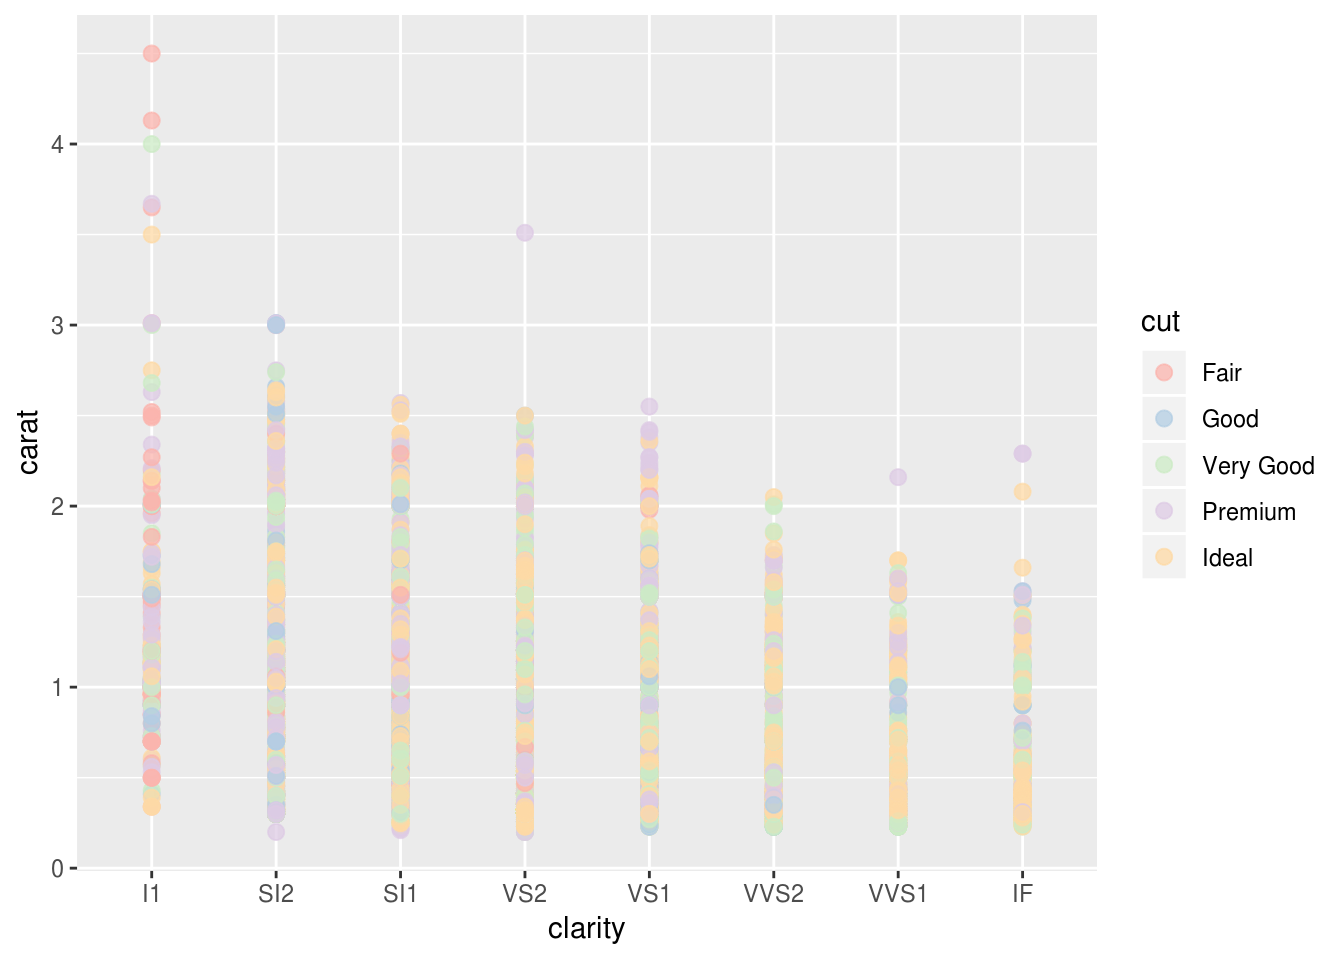 4
3
2
1
0
carat
I1 SI2 SI1 VS2 VS1 VVS2 VVS1 IF
clarity
cut
Fair
Good
Very Good
Premium
Ideal